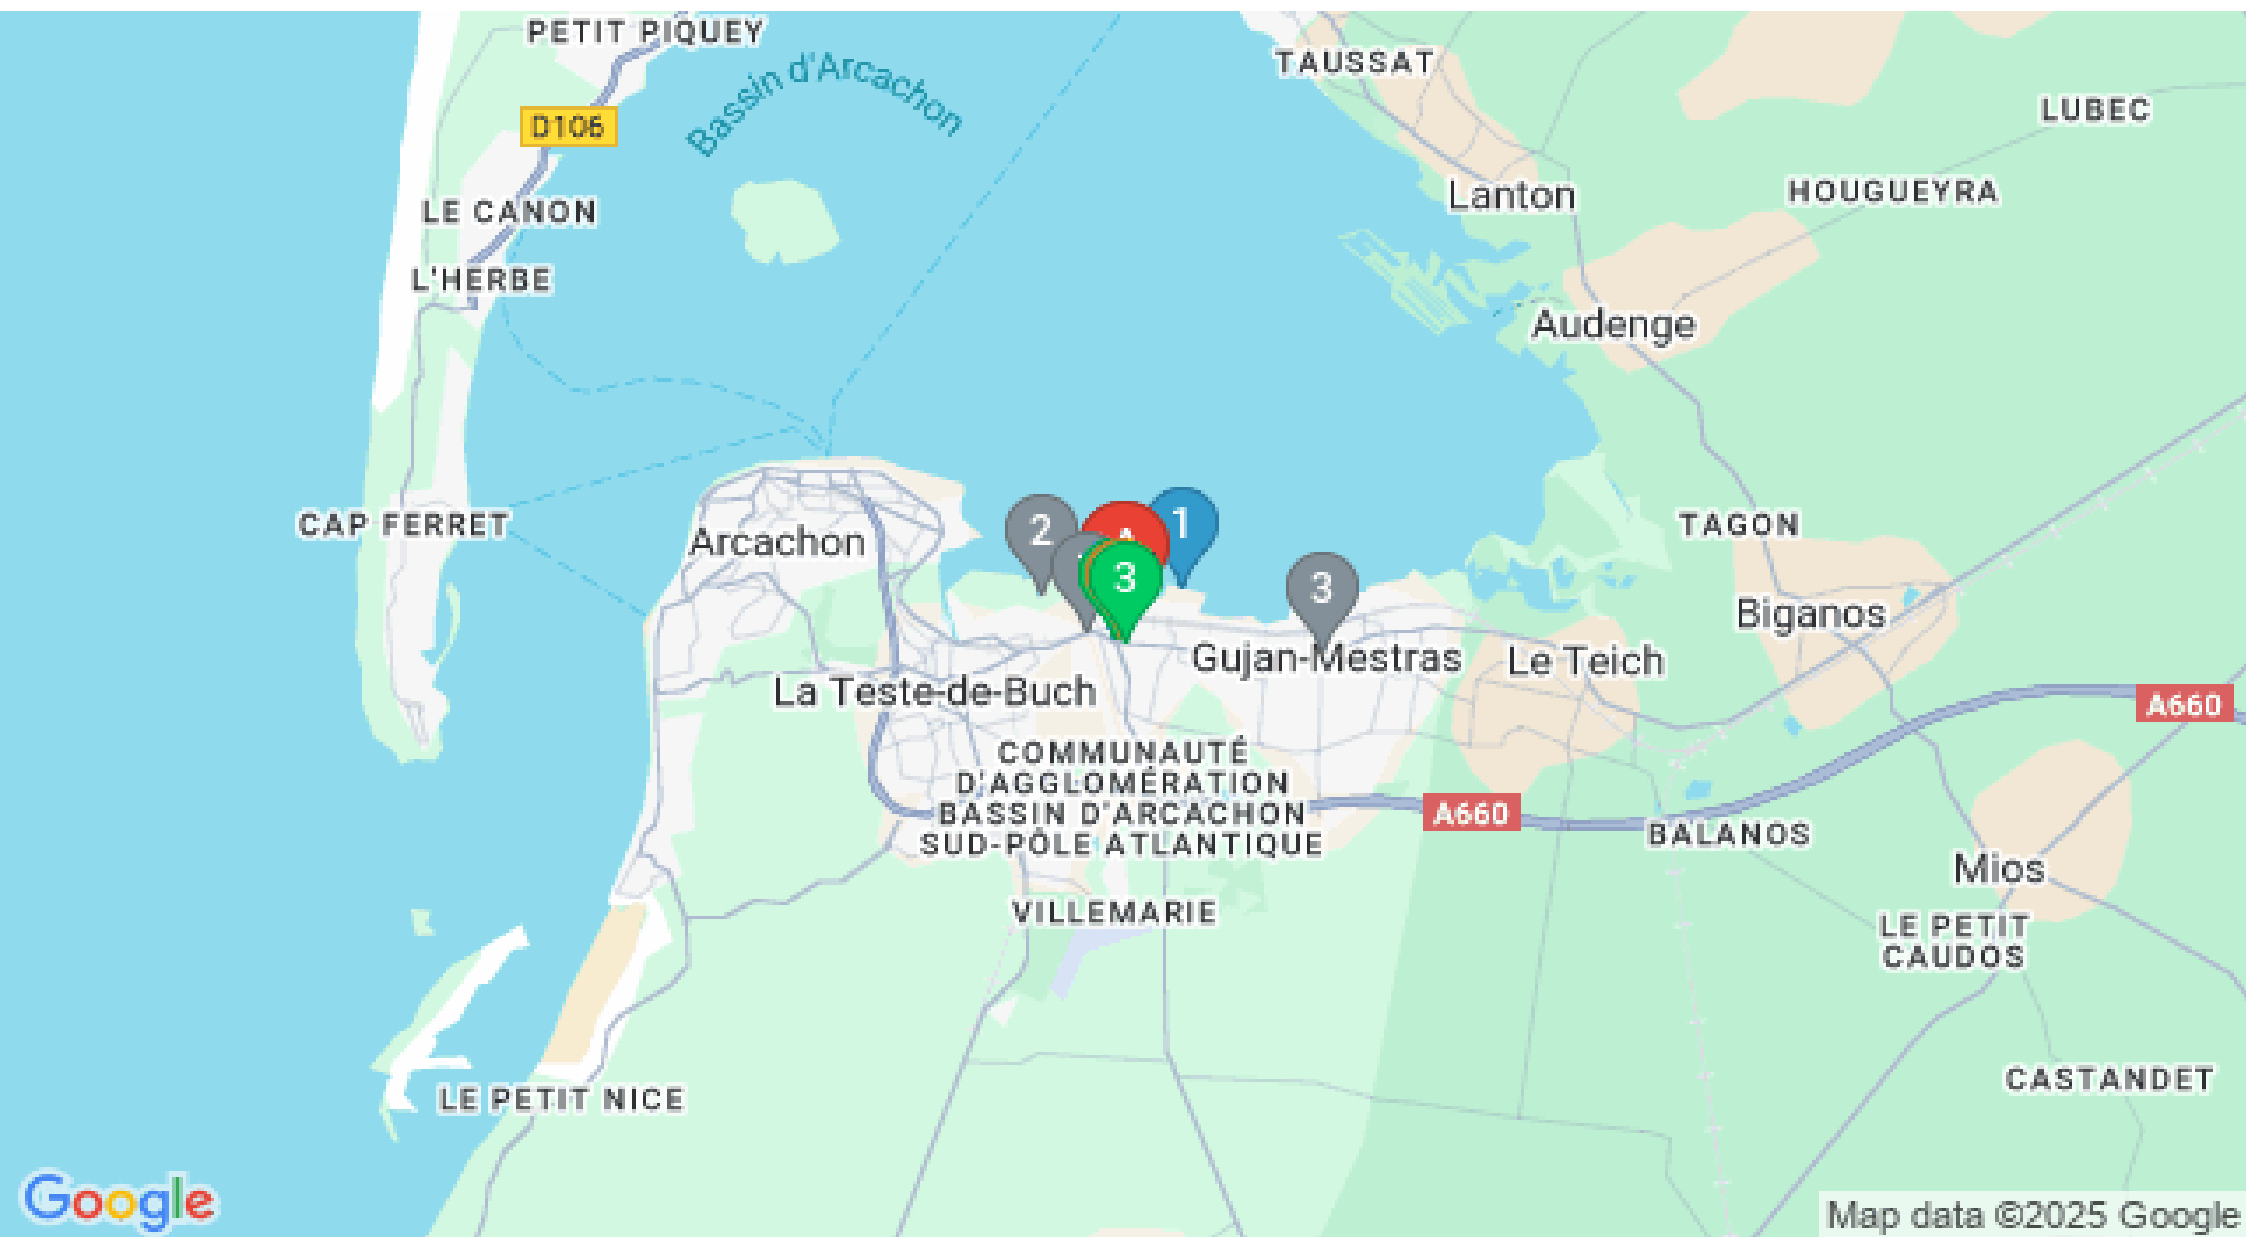 PETIT PIQUEY
Bassin d'Arcachon
TAUSSAT
D106
LUBEC
Lanton
HOUGUEYRA
LE CANON
L'HERBE
Audenge
CAP FERRET
Arcachon
2
1
3
3
TAGON
Biganos
Gujan-Mestras
Le Teich
La Teste-de-Buch
A660
COMMUNAUTÉ
D'AGGLOMÉRATION
BASSIN D'ARCACHON
SUD-PÔLE ATLANTIQUE
A660
BALANOS
Mios
VILLEMARIE
LE PETIT
CAUDOS
LE PETIT NICE
CASTANDET
Google
Map data ©2025 Google